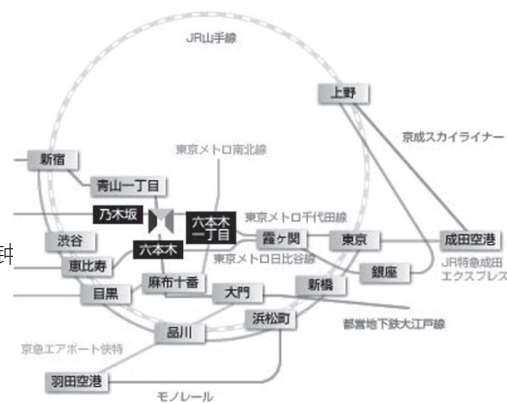 JR山手線
上野
京成スカイライナー
東京メトロ南北線
新宿
青山一丁目
乃木坂
六本木
一丁目
東京メトロ千代田線
渋谷
六本木
霞ヶ関
東京
成田空港
钟
恵比寿
東京メトロ日比谷線
JR特急成田
エクスプレス
銀座
目黒
麻布十番
大門
新橋
浜松町
都営地下鉄大江戸線
品川
京急エアポート快特
羽田空港
モノレール